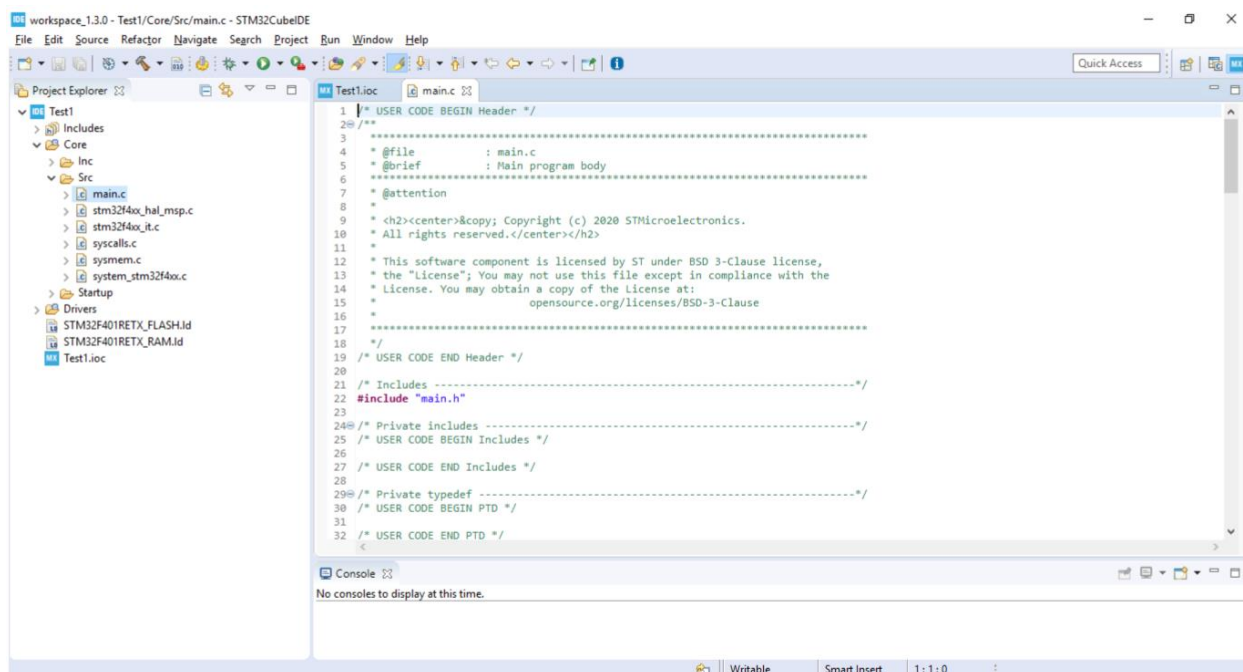 IDE workspace_1.3.0 - Test1/Core/Src/main.c - STM32CubeIDE
File Edit Source Refactor Navigate Search Project Run Window Help
Quick Access
MX
Project Explorer
IDE Test1
Includes
Core
Inc
Src
main.c
stm32f4xx_hal_msp.c
stm32f4xx_it.c
syscalls.c
sysmem.c
system_stm32f4xx.c
Startup
Drivers
STM32F401RETX_FLASH.ld
STM32F401RETX_RAM.ld
MX Test1.ioc
MX Test1.ioc main.c
1 /* USER CODE BEGIN Header */
2 /**
3 ******************************************************************************
4 * @file : main.c
5 * @brief : Main program body
6 ******************************************************************************
7 * @attention
8 *
9 * <h2><center>&copy; Copyright (c) 2020 STMicroelectronics.
10 * All rights reserved.</center></h2>
11 *
12 * This software component is licensed by ST under BSD 3-Clause license,
13 * the "License"; You may not use this file except in compliance with the
14 * License. You may obtain a copy of the License at:
15 * opensource.org/licenses/BSD-3-Clause
16 *
17 ******************************************************************************
18 */
19 /* USER CODE END Header */
20
21 /* Includes ------------------------------------------------------------------*/
22 #include "main.h"
23
24 /* Private includes ----------------------------------------------------------*/
25 /* USER CODE BEGIN Includes */
26
27 /* USER CODE END Includes */
28
29 /* Private typedef -----------------------------------------------------------*/
30 /* USER CODE BEGIN PTD */
31
32 /* USER CODE END PTD */
Console
No consoles to display at this time.
Writable Smart Insert 1 : 1 : 0